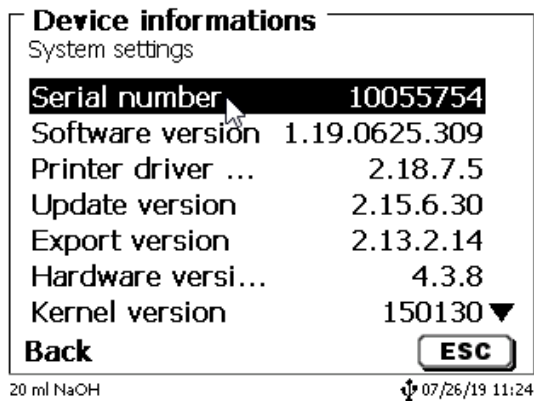 Device informations
System settings
Serial number 10055754
Software version 1.19.0625.309
Printer driver ... 2.18.7.5
Update version 2.15.6.30
Export version 2.13.2.14
Hardware versi... 4.3.8
Kernel version 150130
Back ESC
20 ml NaOH 07/26/19 11:24